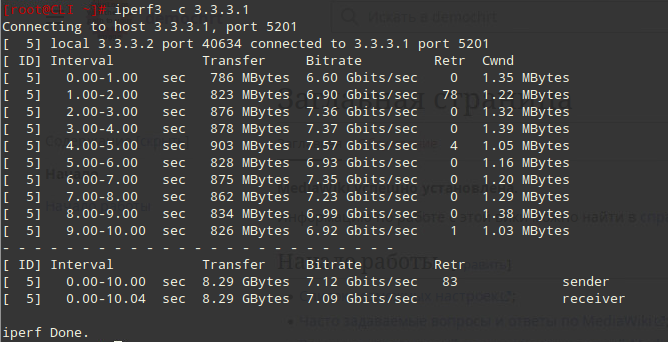 [root@CLI ~]# iperf3 -c 3.3.3.1
Connecting to host 3.3.3.1, port 5201
[  5] local 3.3.3.2 port 40634 connected to 3.3.3.1 port 5201
[ ID] Interval           Transfer     Bitrate         Retr  Cwnd
[  5]   0.00-1.00   sec   786 MBytes  6.60 Gbits/sec    0   1.35 MBytes
[  5]   1.00-2.00   sec   823 MBytes  6.90 Gbits/sec   78   1.22 MBytes
[  5]   2.00-3.00   sec   876 MBytes  7.36 Gbits/sec    0   1.32 MBytes
[  5]   3.00-4.00   sec   878 MBytes  7.37 Gbits/sec    0   1.39 MBytes
[  5]   4.00-5.00   sec   903 MBytes  7.57 Gbits/sec    4   1.05 MBytes
[  5]   5.00-6.00   sec   828 MBytes  6.93 Gbits/sec    0   1.16 MBytes
[  5]   6.00-7.00   sec   875 MBytes  7.35 Gbits/sec    0   1.20 MBytes
[  5]   7.00-8.00   sec   862 MBytes  7.23 Gbits/sec    0   1.29 MBytes
[  5]   8.00-9.00   sec   834 MBytes  6.99 Gbits/sec    0   1.38 MBytes
[  5]   9.00-10.00  sec   826 MBytes  6.92 Gbits/sec    1   1.03 MBytes
- - - - - - - - - - - - - - - - - - - - - - - - -
[ ID] Interval           Transfer     Bitrate         Retr
[  5]   0.00-10.00  sec  8.29 GBytes  7.12 Gbits/sec   83             sender
[  5]   0.00-10.04  sec  8.29 GBytes  7.09 Gbits/sec                  receiver
iperf Done.
Искать в demo
Заглавная страница